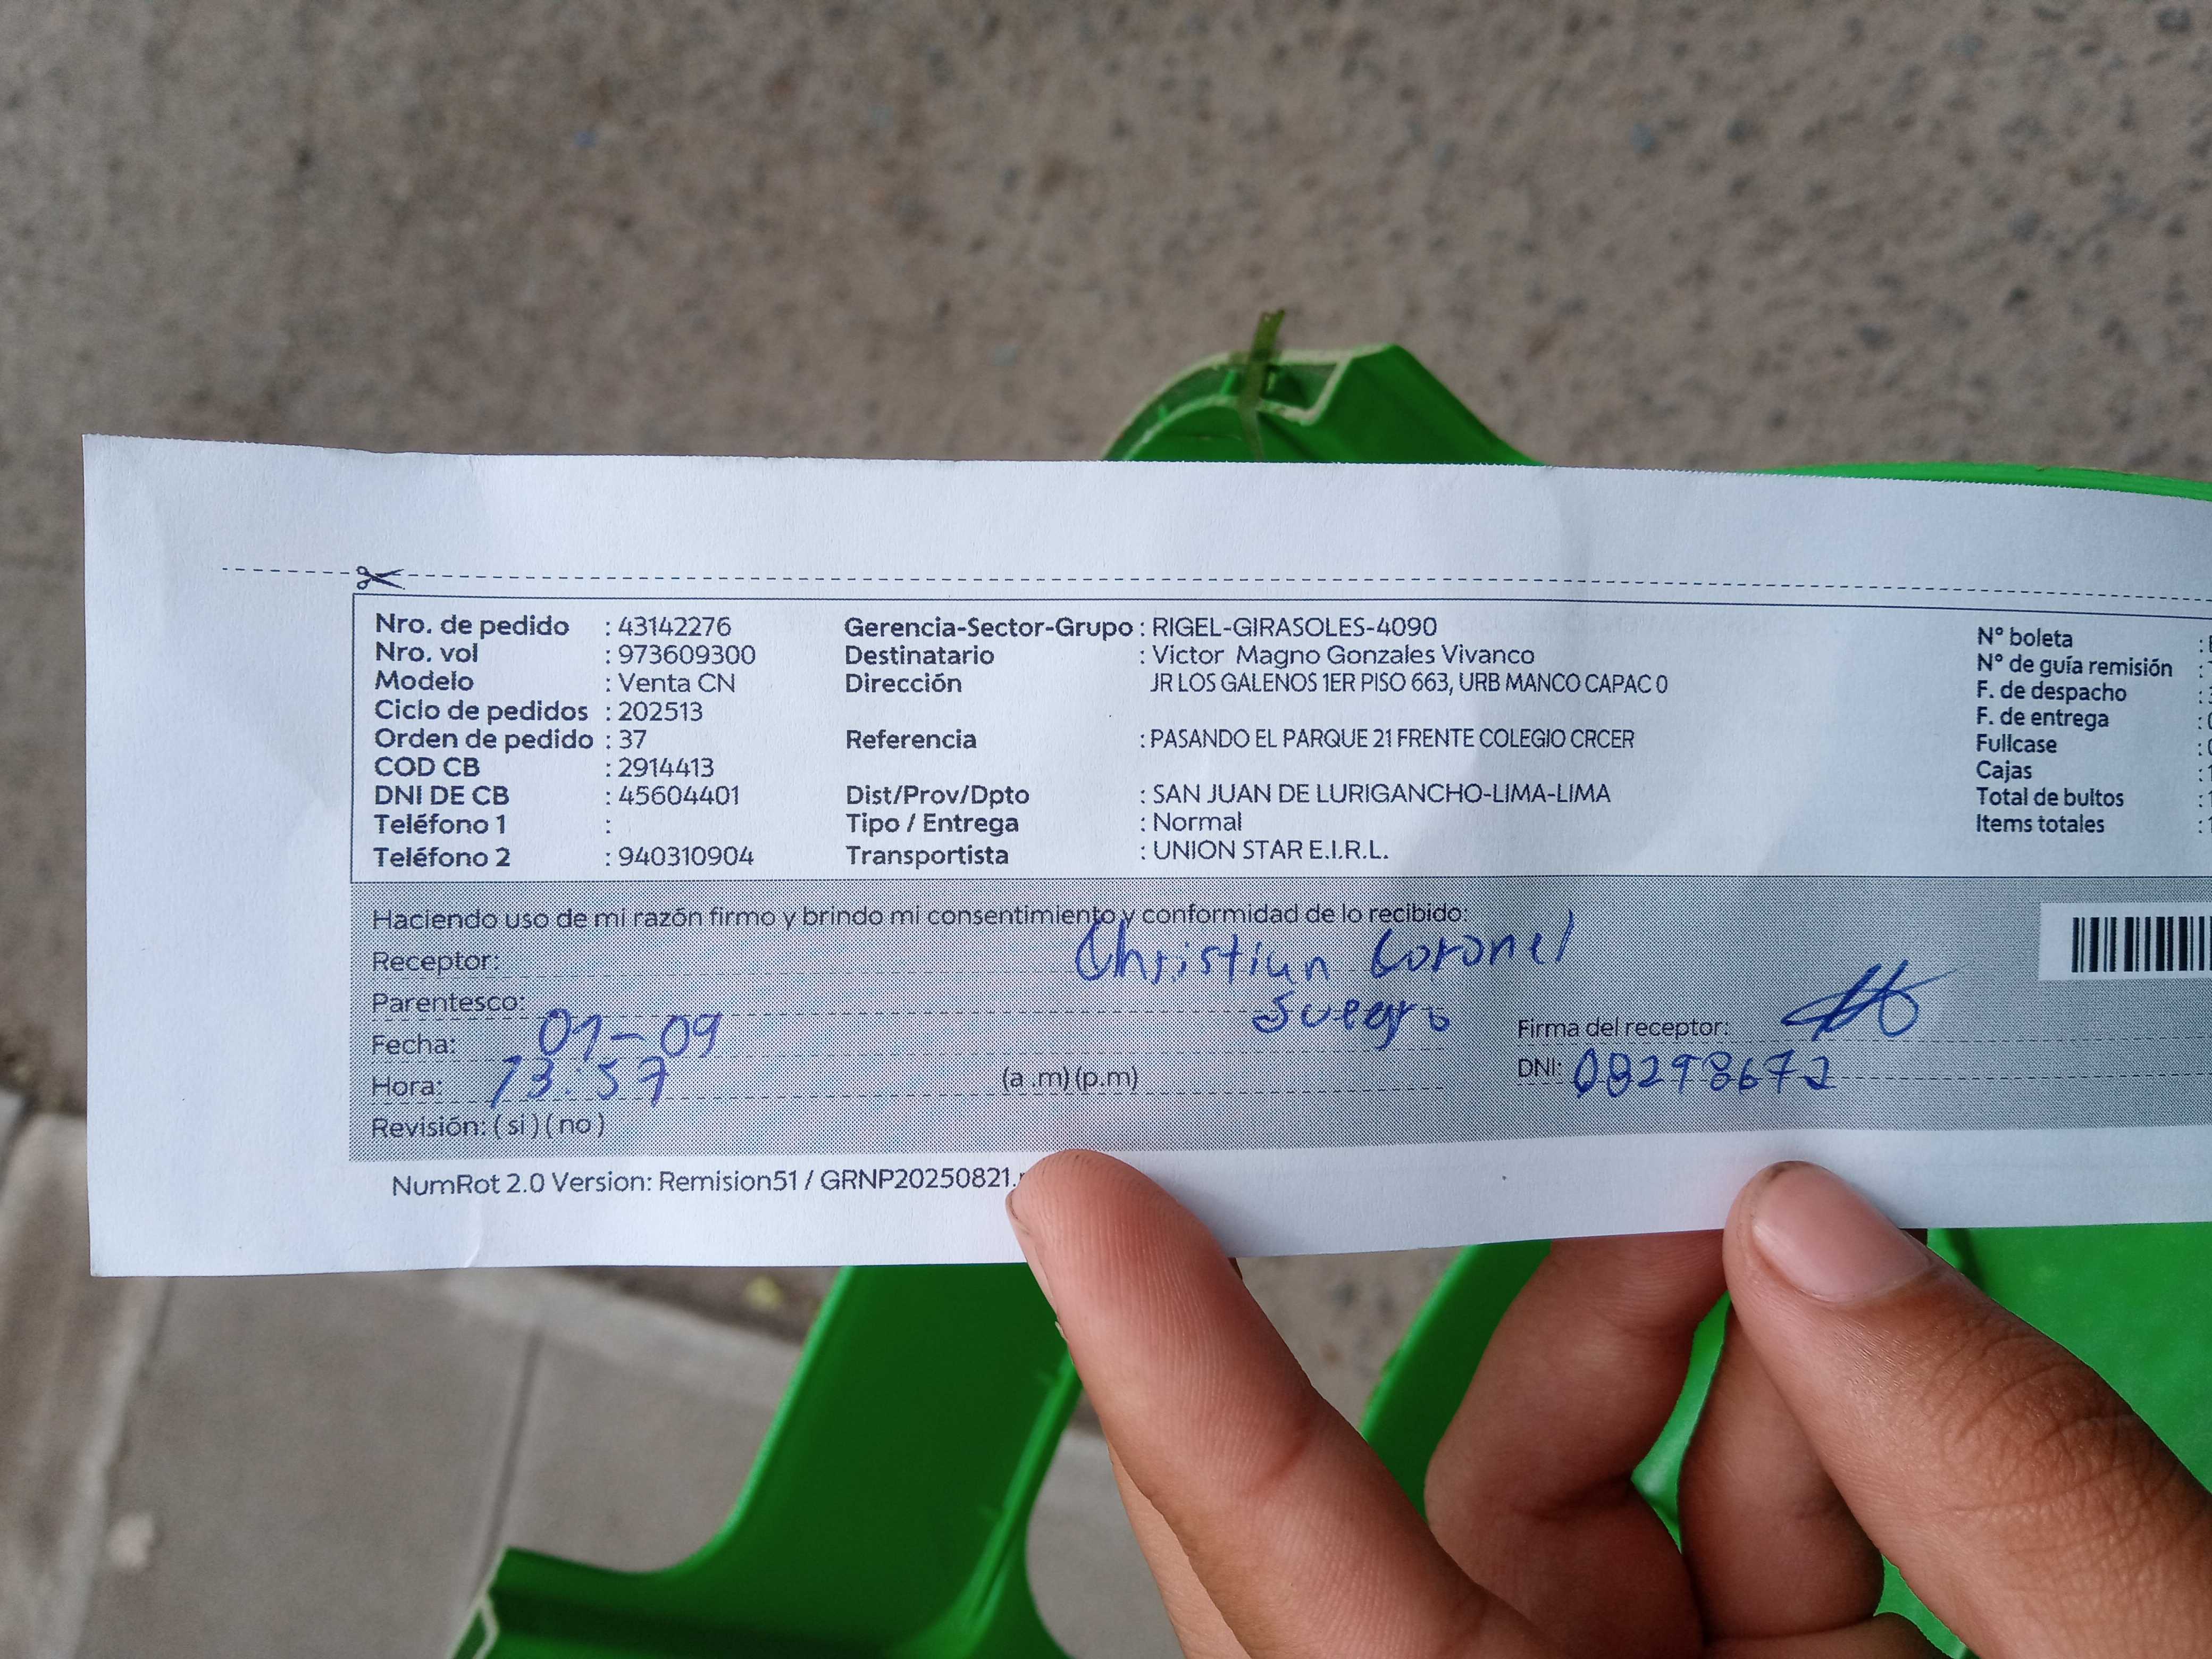 Nro. de pedido : 43142276 Gerencia-Sector-Grupo : RIGEL-GIRASOLES-4090 N° boleta :
Nro. vol : 973609300 Destinatario : Victor Magno Gonzales Vivanco N° de guía remisión :
Modelo : Venta CN Dirección JR LOS GALENOS 1ER PISO 663, URB MANCO CAPAC 0 F. de despacho :
Ciclo de pedidos : 202513 F. de entrega :
Orden de pedido : 37 Referencia : PASANDO EL PARQUE 21 FRENTE COLEGIO CRCER Fullcase :
COD CB : 2914413 Cajas :
DNI DE CB : 45604401 Dist/Prov/Dpto : SAN JUAN DE LURIGANCHO-LIMA-LIMA Total de bultos :
Teléfono 1 : Tipo / Entrega : Normal Items totales :
Teléfono 2 : 940310904 Transportista : UNION STAR E.I.R.L.
Haciendo uso de mi razón firmo y brindo mi consentimiento y conformidad de lo recibido:
Receptor: Christian Coronel
Parentesco: Suegro
Fecha: 01-09 Firma del receptor:
Hora: 13:57 (a .m) (p.m) DNI: 08298672
Revisión: ( si ) ( no )
NumRot 2.0 Version: Remision51 / GRNP20250821.